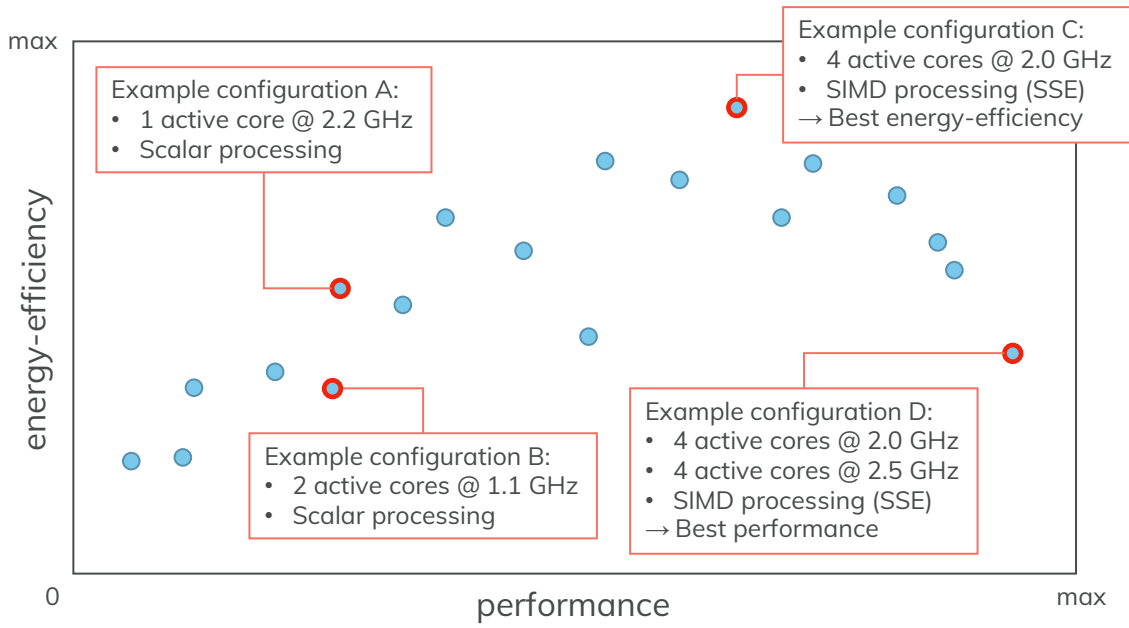 max
Example configuration C:
• 4 active cores @ 2.0 GHz
• SIMD processing (SSE)
→ Best energy-efficiency
Example configuration A:
• 1 active core @ 2.2 GHz
• Scalar processing
energy-efficiency
Example configuration D:
• 4 active cores @ 2.0 GHz
• 4 active cores @ 2.5 GHz
• SIMD processing (SSE)
→ Best performance
Example configuration B:
• 2 active cores @ 1.1 GHz
• Scalar processing
0
performance
max